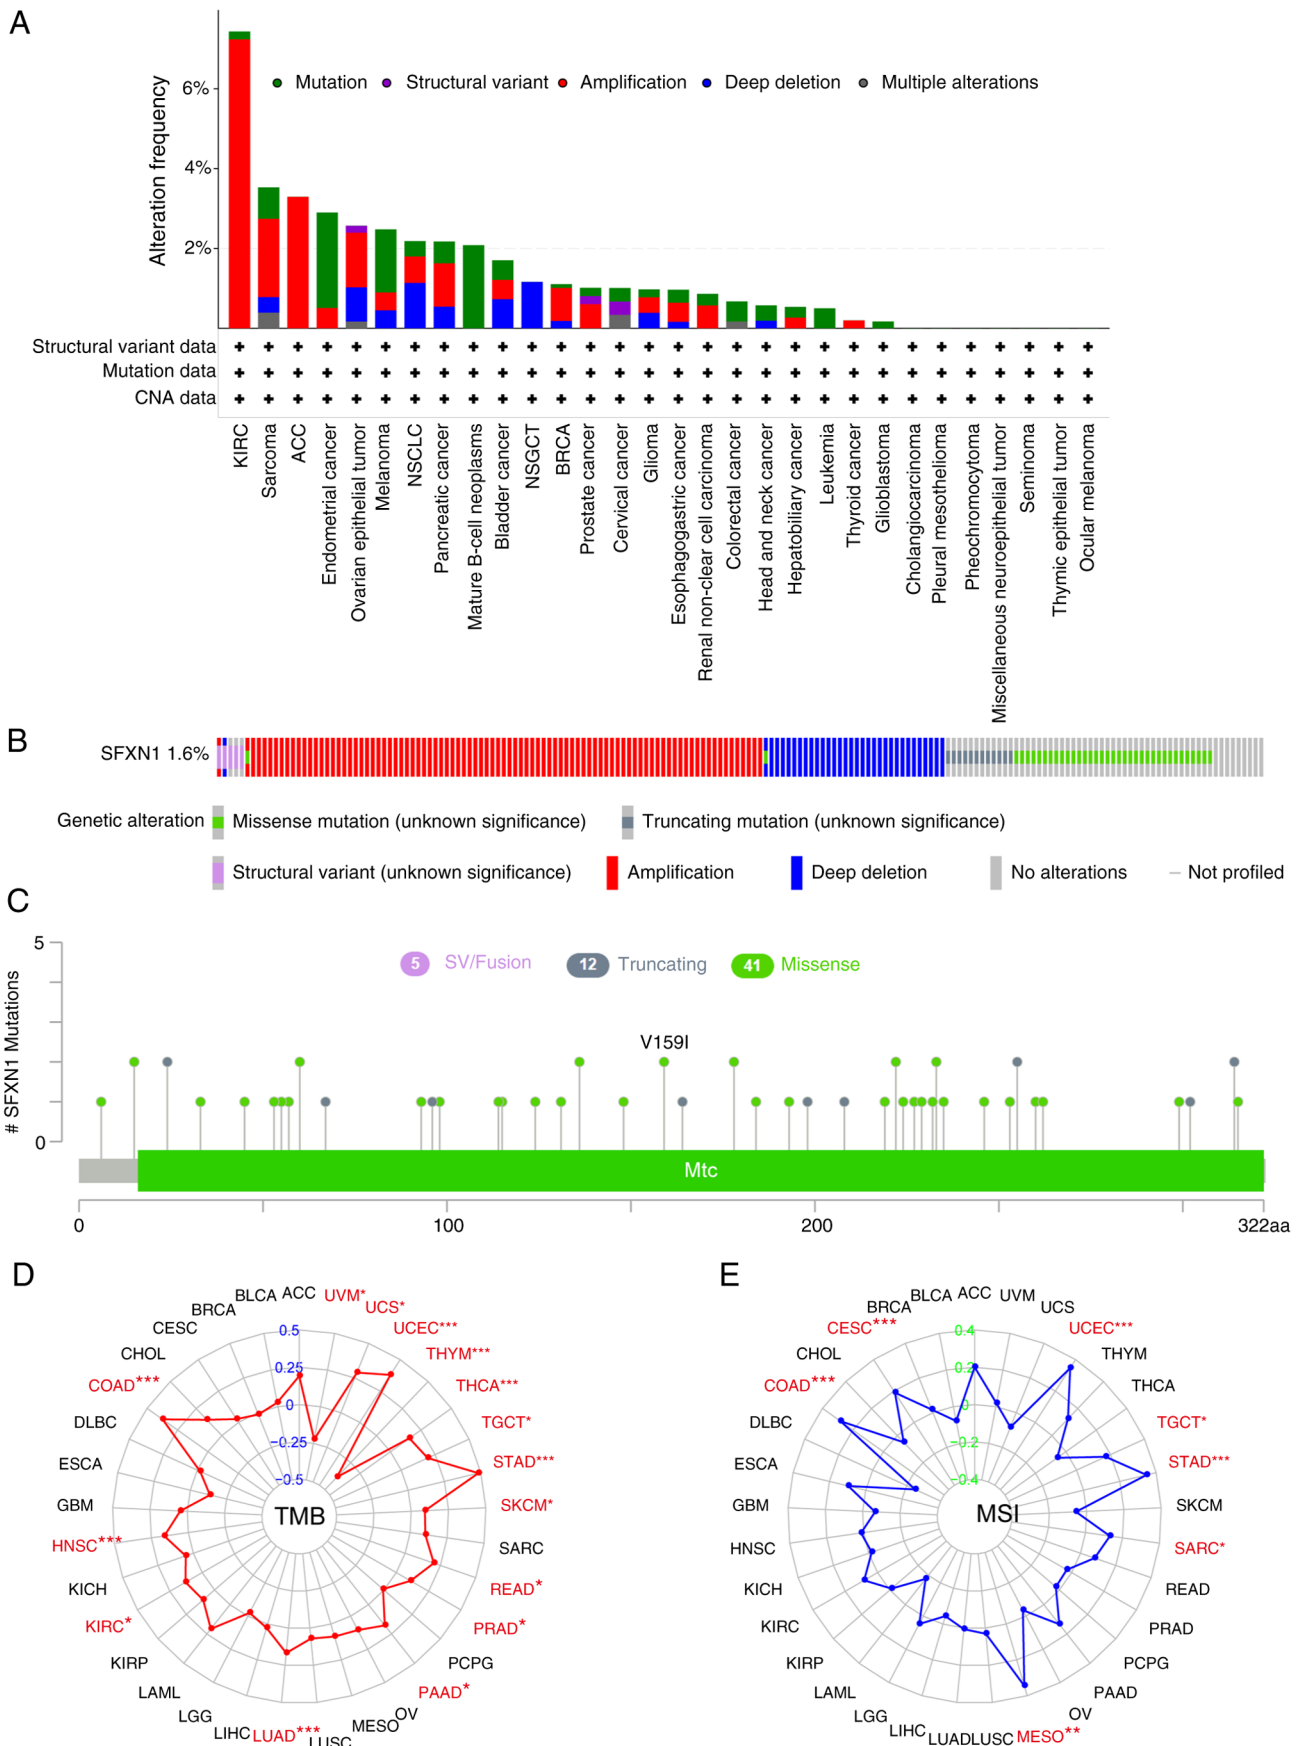 A
Alteration frequency
6%
4%
2%
Mutation Structural variant Amplification Deep deletion Multiple alterations
Structural variant data
Mutation data
CNA data
KIRC
Sarcoma
ACC
Endometrial cancer
Ovarian epithelial tumor
Melanoma
NSCLC
Pancreatic cancer
Mature B-cell neoplasms
Bladder cancer
NSGCT
BRCA
Prostate cancer
Cervical cancer
Glioma
Esophagogastric cancer
Renal non-clear cell carcinoma
Colorectal cancer
Head and neck cancer
Hepatobiliary cancer
Leukemia
Thyroid cancer
Glioblastoma
Cholangiocarcinoma
Pleural mesothelioma
Pheochromocytoma
Miscellaneous neuroepithelial tumor
Seminoma
Thymic epithelial tumor
Ocular melanoma
B
SFXN1 1.6%
Genetic alteration Missense mutation (unknown significance) Truncating mutation (unknown significance)
Structural variant (unknown significance) Amplification Deep deletion No alterations Not profiled
C
# SFXN1 Mutations
5
0
5 SV/Fusion 12 Truncating 41 Missense
V159I
Mtc
0 100 200 322aa
D
ACC
UVM*
UCS*
UCEC***
THYM***
THCA***
TGCT*
STAD***
SKCM*
SARC
READ*
PRAD*
PCPG
PAAD*
OV
MESO
LUSC
LUAD***
LIHC
LGG
LAML
KIRP
KIRC*
KICH
HNSC***
GBM
ESCA
DLBC
COAD***
CHOL
CESC
BRCA
BLCA
0.5
0.25
0
−0.25
−0.5
TMB
E
ACC
UVM
UCS
UCEC***
THYM
THCA
TGCT*
STAD***
SKCM
SARC*
READ
PRAD
PCPG
PAAD
OV
MESO**
LUSC
LUAD
LIHC
LGG
LAML
KIRP
KIRC
KICH
HNSC
GBM
ESCA
DLBC
COAD***
CHOL
CESC***
BRCA
BLCA
0.4
0.2
0
−0.2
−0.4
MSI